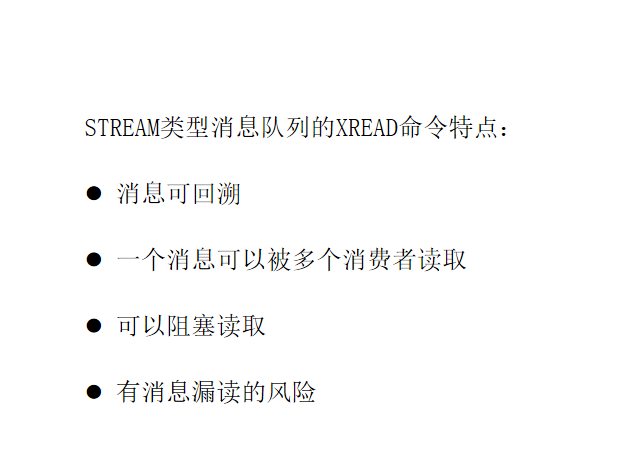 STREAM类型消息队列的XREAD命令特点：
● 消息可回溯
● 一个消息可以被多个消费者读取
● 可以阻塞读取
● 有消息漏读的风险